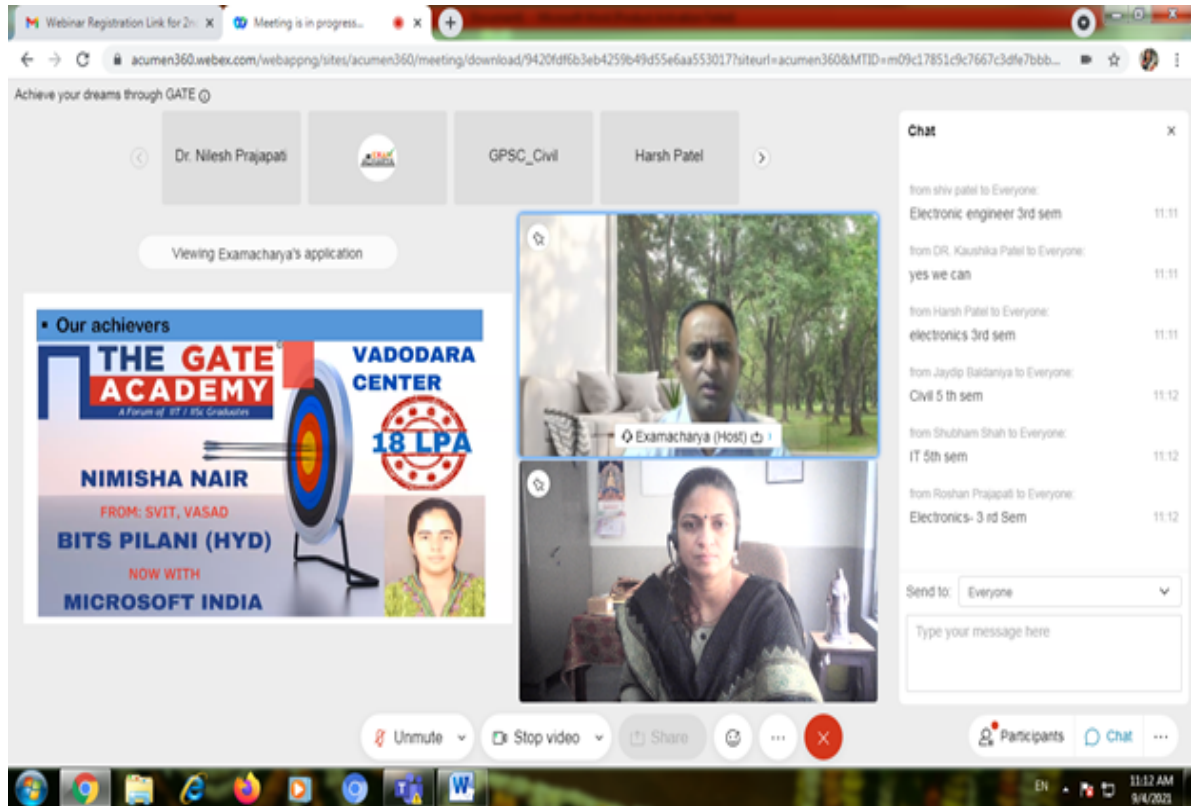 Webinar Registration Link for 2n
Meeting is in progress...
acumen360.webex.com/webappng/sites/acumen360/meeting/download/9420fdf6b3eb4259b49d55e6aa553017?siteurl=acumen360&MTID=m09c17851c9c7667c3dfe7bbb...
Achieve your dreams through GATE
Dr. Nilesh Prajapati
GPSC_Civil
Harsh Patel
Viewing Examacharya's application
▪ Our achievers
THE GATE
ACADEMY
A Forum of IIT / IISc Graduates
VADODARA
CENTER
18 LPA
NIMISHA NAIR
FROM: SVIT, VASAD
BITS PILANI (HYD)
NOW WITH
MICROSOFT INDIA
Examacharya (Host)
Chat
from shiv patel to Everyone:
Electronic engineer 3rd sem 11:11
from DR. Kaushika Patel to Everyone:
yes we can 11:11
from Harsh Patel to Everyone:
electronics 3rd sem 11:11
from Jaydip Baldaniya to Everyone:
Civil 5 th sem 11:12
from Shubham Shah to Everyone:
IT 5th sem 11:12
from Roshan Prajapati to Everyone:
Electronics- 3 rd Sem 11:12
Send to: Everyone
Type your message here
Unmute
Stop video
Share
Participants
Chat
EN
11:12 AM
9/4/2021